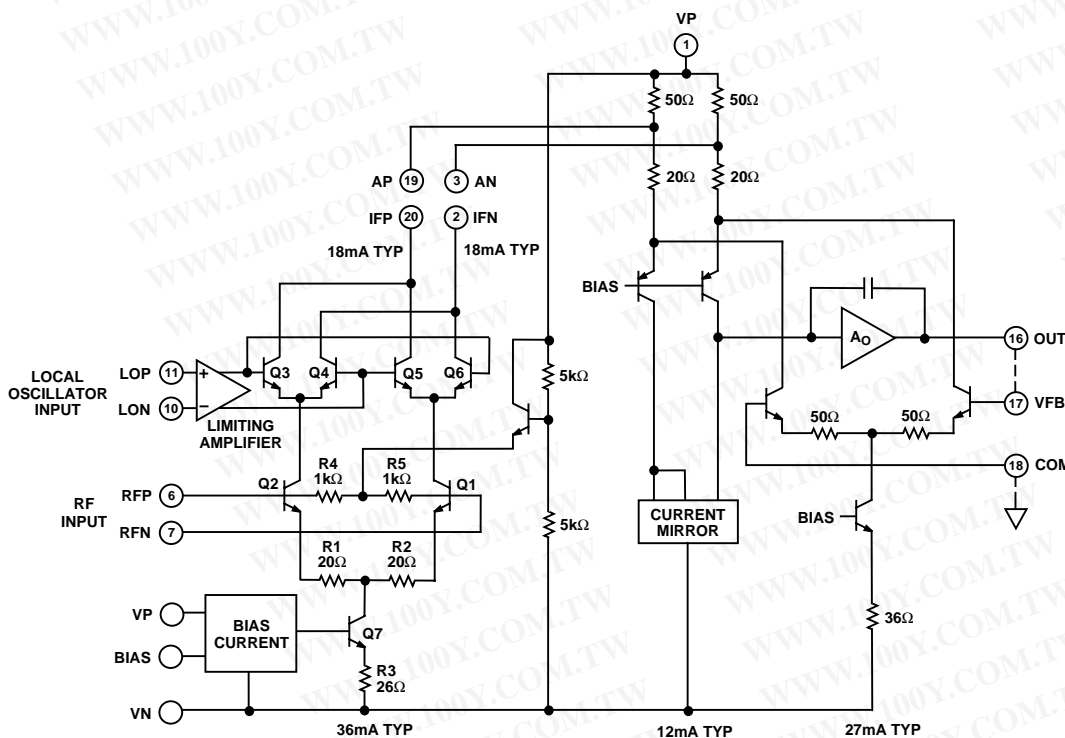 VP
1
50Ω
50Ω
AP 19
3 AN
20Ω
20Ω
IFP 20
2 IFN
18mA TYP
18mA TYP
BIAS
A₀
16 OUT
LOCAL
OSCILLATOR
INPUT
LOP 11
LON 10
+
–
LIMITING
AMPLIFIER
Q3
Q4
Q5
Q6
5kΩ
50Ω
50Ω
17 VFB
18 COM
R4
1kΩ
R5
1kΩ
Q2
Q1
RF
INPUT
RFP 6
RFN 7
5kΩ
CURRENT
MIRROR
BIAS
R1
20Ω
R2
20Ω
VP
BIAS
BIAS
CURRENT
Q7
R3
26Ω
36Ω
VN
36mA TYP
12mA TYP
27mA TYP
WWW.100Y.COM.TW